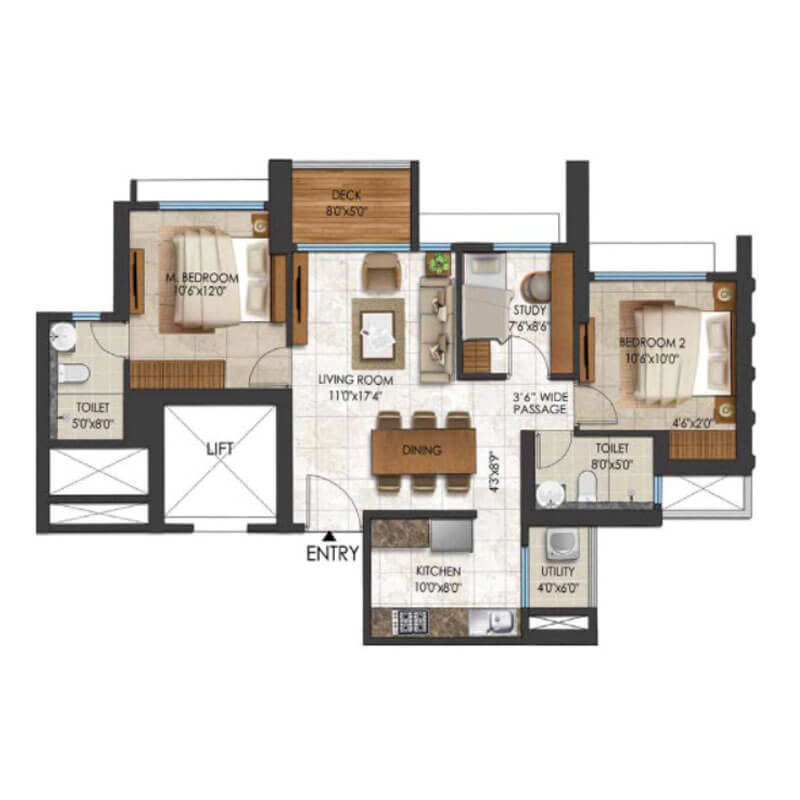 DECK
8'0"x5'0"
M. BEDROOM
10'6"x12'0"
STUDY
7'6"x8'6"
BEDROOM 2
10'6"x10'0"
LIVING ROOM
11'0"x17'4"
3'6" WIDE
PASSAGE
TOILET
5'0"x8'0"
4'6"x2'0"
LIFT
DINING
4'3"x8'9"
TOILET
8'0"x5'0"
ENTRY
KITCHEN
10'0"x8'0"
UTILITY
4'0"x6'0"